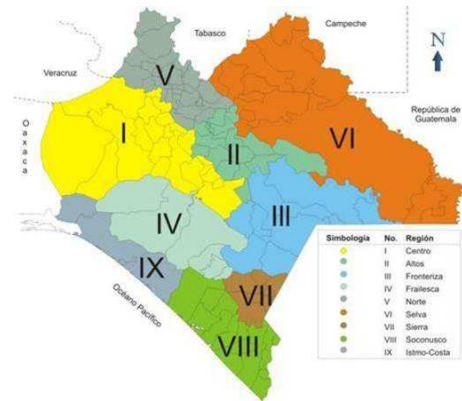 Campeche
Tabasco
N
Veracruz
V
República de
Guatemala
Oaxaca
I
VI
II
III
IV
IX
VII
VIII
Océano Pacífico
Simbología No. Región
I Centro
II Altos
III Fronteriza
IV Frailesca
V Norte
VI Selva
VII Sierra
VIII Soconusco
IX Istmo-Costa